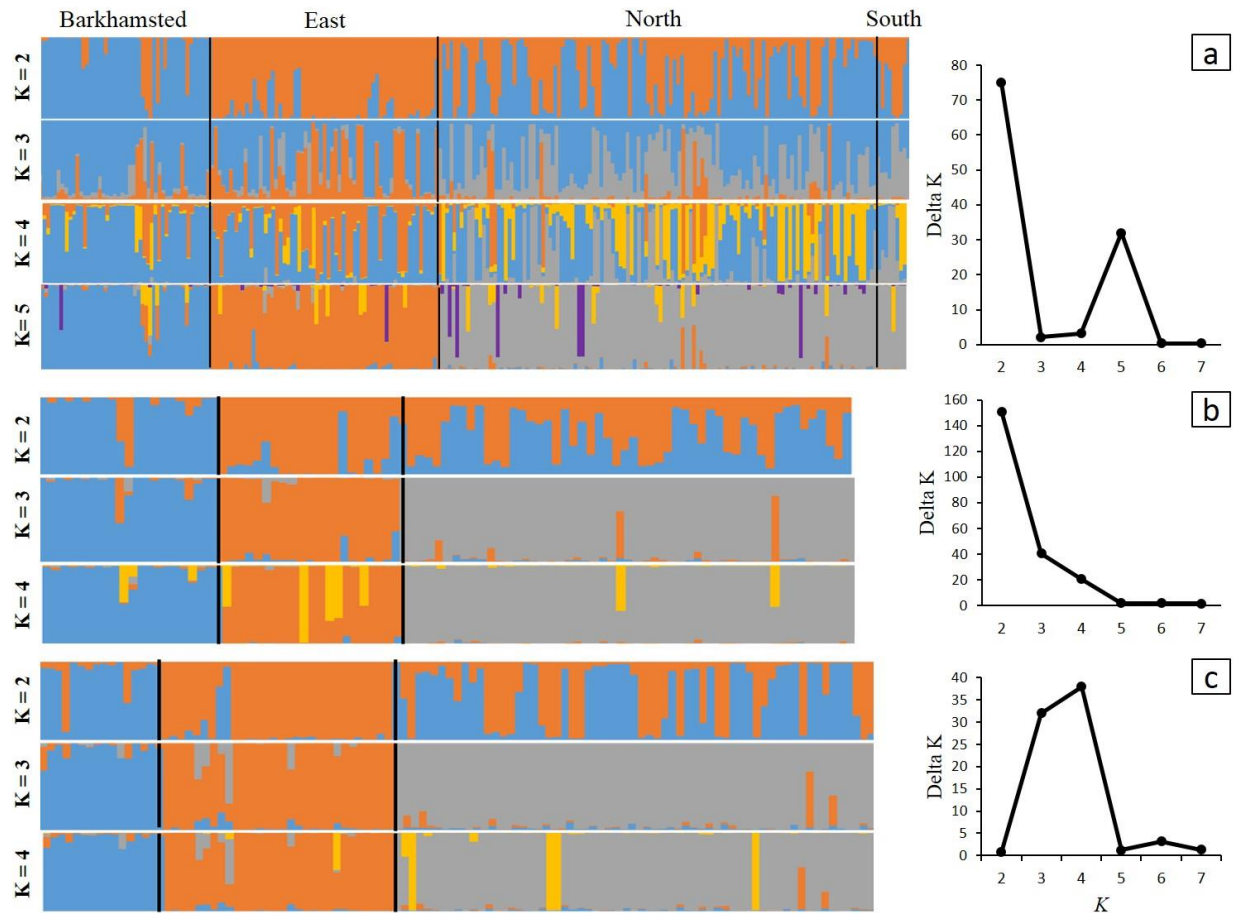 Barkhamsted East North South
K = 2
K = 3
K = 4
K = 5
a
Delta K
80
70
60
50
40
30
20
10
0
2 3 4 5 6 7
K = 2
K = 3
K = 4
b
Delta K
160
140
120
100
80
60
40
20
0
2 3 4 5 6 7
K = 2
K = 3
K = 4
c
Delta K
40
35
30
25
20
15
10
5
0
2 3 4 5 6 7
K